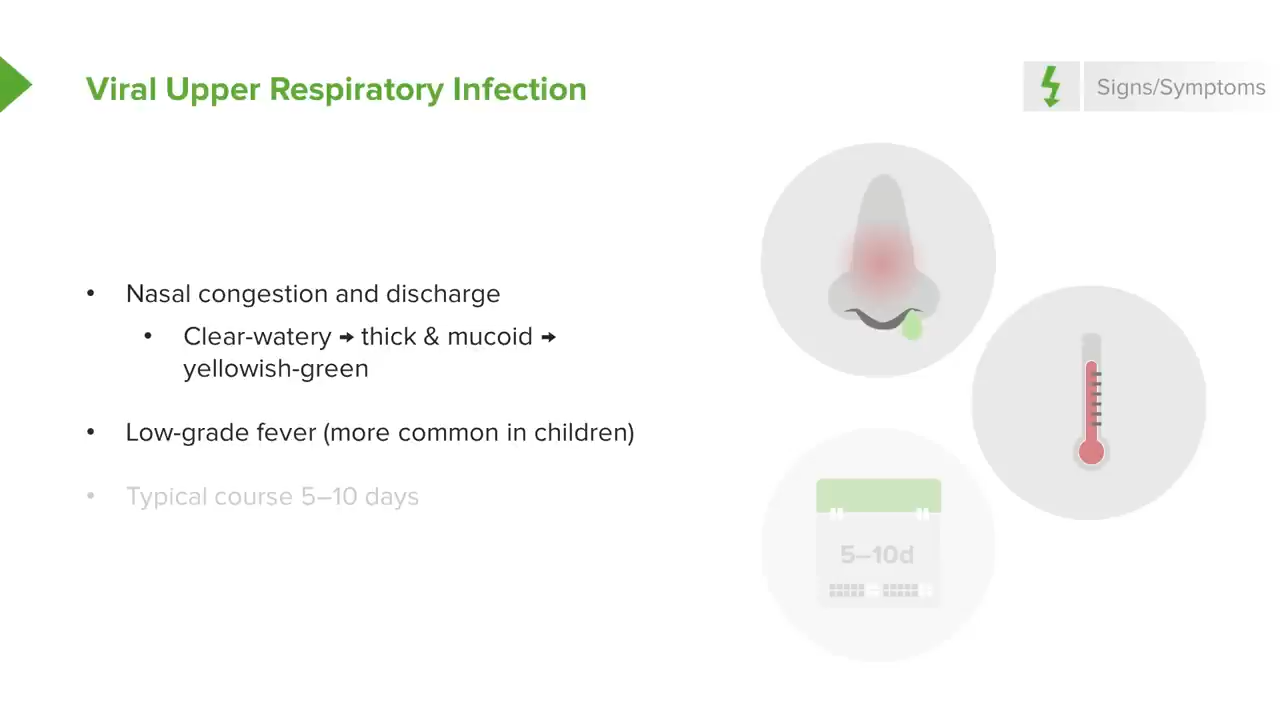 Viral Upper Respiratory Infection
Signs/Symptoms
• Nasal congestion and discharge
• Clear-watery → thick & mucoid →
yellowish-green
• Low-grade fever (more common in children)
• Typical course 5–10 days
5–10d